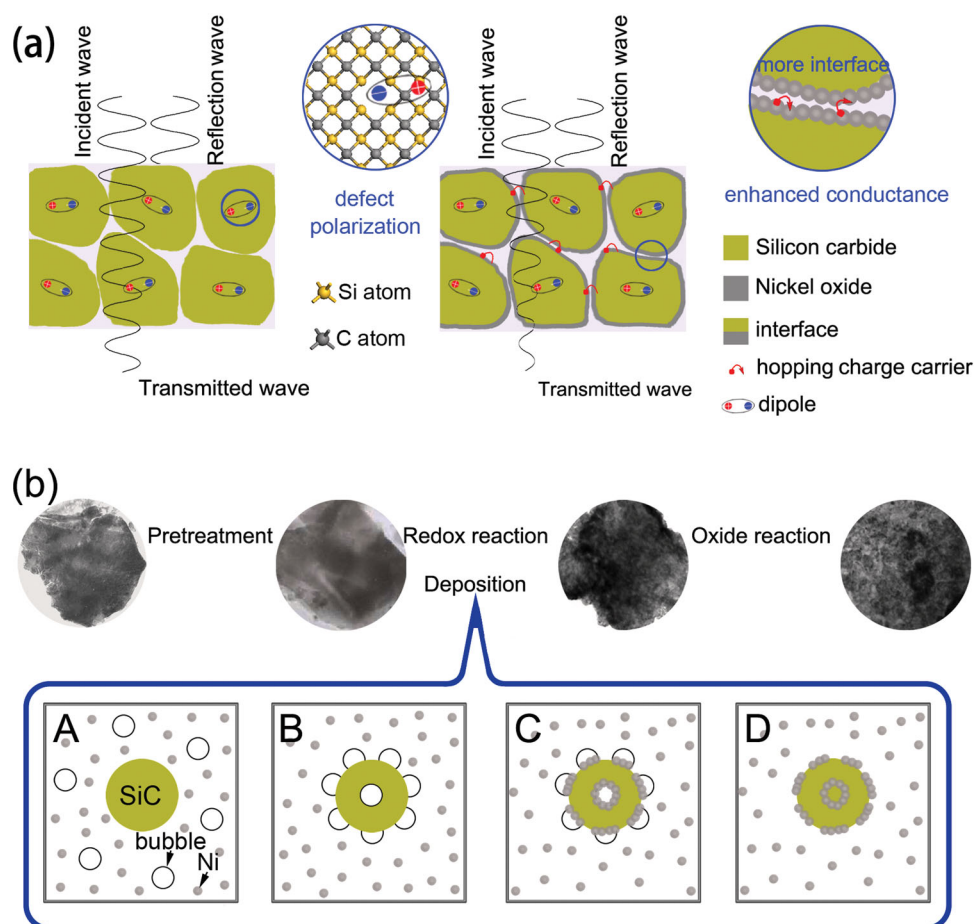 (a)
Incident wave
Reflection wave
defect
polarization
Si atom
C atom
Transmitted wave
Incident wave
Reflection wave
Transmitted wave
more interface
enhanced conductance
Silicon carbide
Nickel oxide
interface
hopping charge carrier
dipole
(b)
Pretreatment
Redox reaction
Deposition
Oxide reaction
A
SiC
bubble
Ni
B
C
D